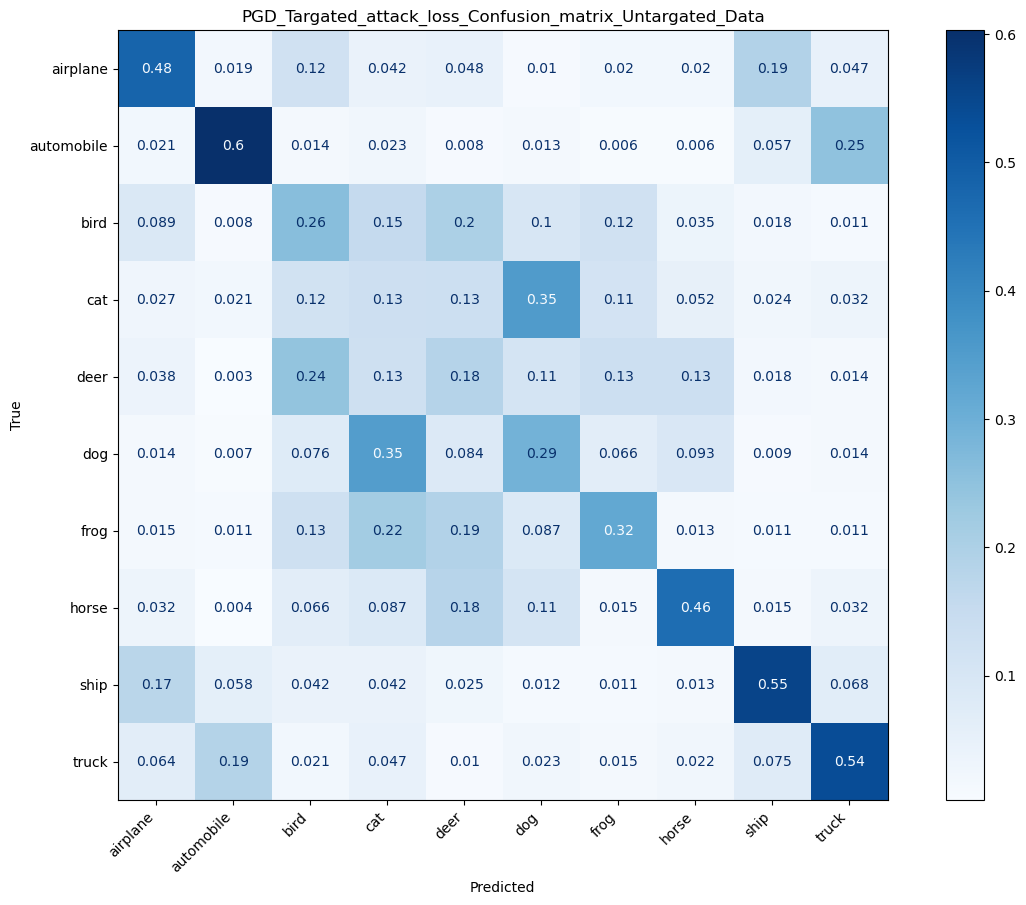 PGD_Targated_attack_loss_Confusion_matrix_Untargated_Data
airplane 0.48 0.019 0.12 0.042 0.048 0.01 0.02 0.02 0.19 0.047
automobile 0.021 0.6 0.014 0.023 0.008 0.013 0.006 0.006 0.057 0.25
bird 0.089 0.008 0.26 0.15 0.2 0.1 0.12 0.035 0.018 0.011
cat 0.027 0.021 0.12 0.13 0.13 0.35 0.11 0.052 0.024 0.032
deer 0.038 0.003 0.24 0.13 0.18 0.11 0.13 0.13 0.018 0.014
dog 0.014 0.007 0.076 0.35 0.084 0.29 0.066 0.093 0.009 0.014
frog 0.015 0.011 0.13 0.22 0.19 0.087 0.32 0.013 0.011 0.011
horse 0.032 0.004 0.066 0.087 0.18 0.11 0.015 0.46 0.015 0.032
ship 0.17 0.058 0.042 0.042 0.025 0.012 0.011 0.013 0.55 0.068
truck 0.064 0.19 0.021 0.047 0.01 0.023 0.015 0.022 0.075 0.54
True
airplane automobile bird cat deer dog frog horse ship truck
Predicted
0.6
0.5
0.4
0.3
0.2
0.1